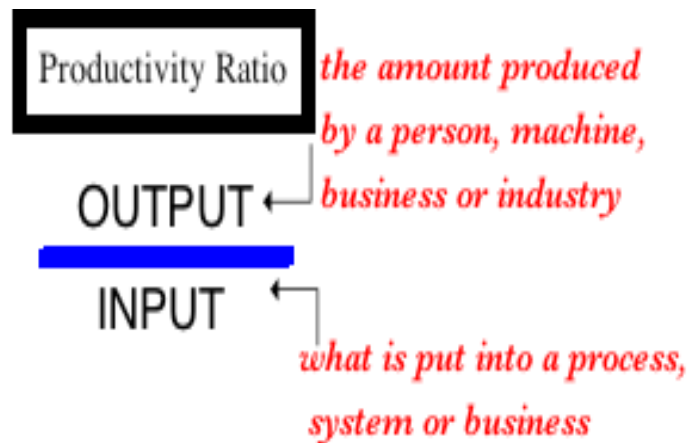 Productivity Ratio
the amount produced
by a person, machine,
business or industry
OUTPUT
INPUT
what is put into a process,
system or business